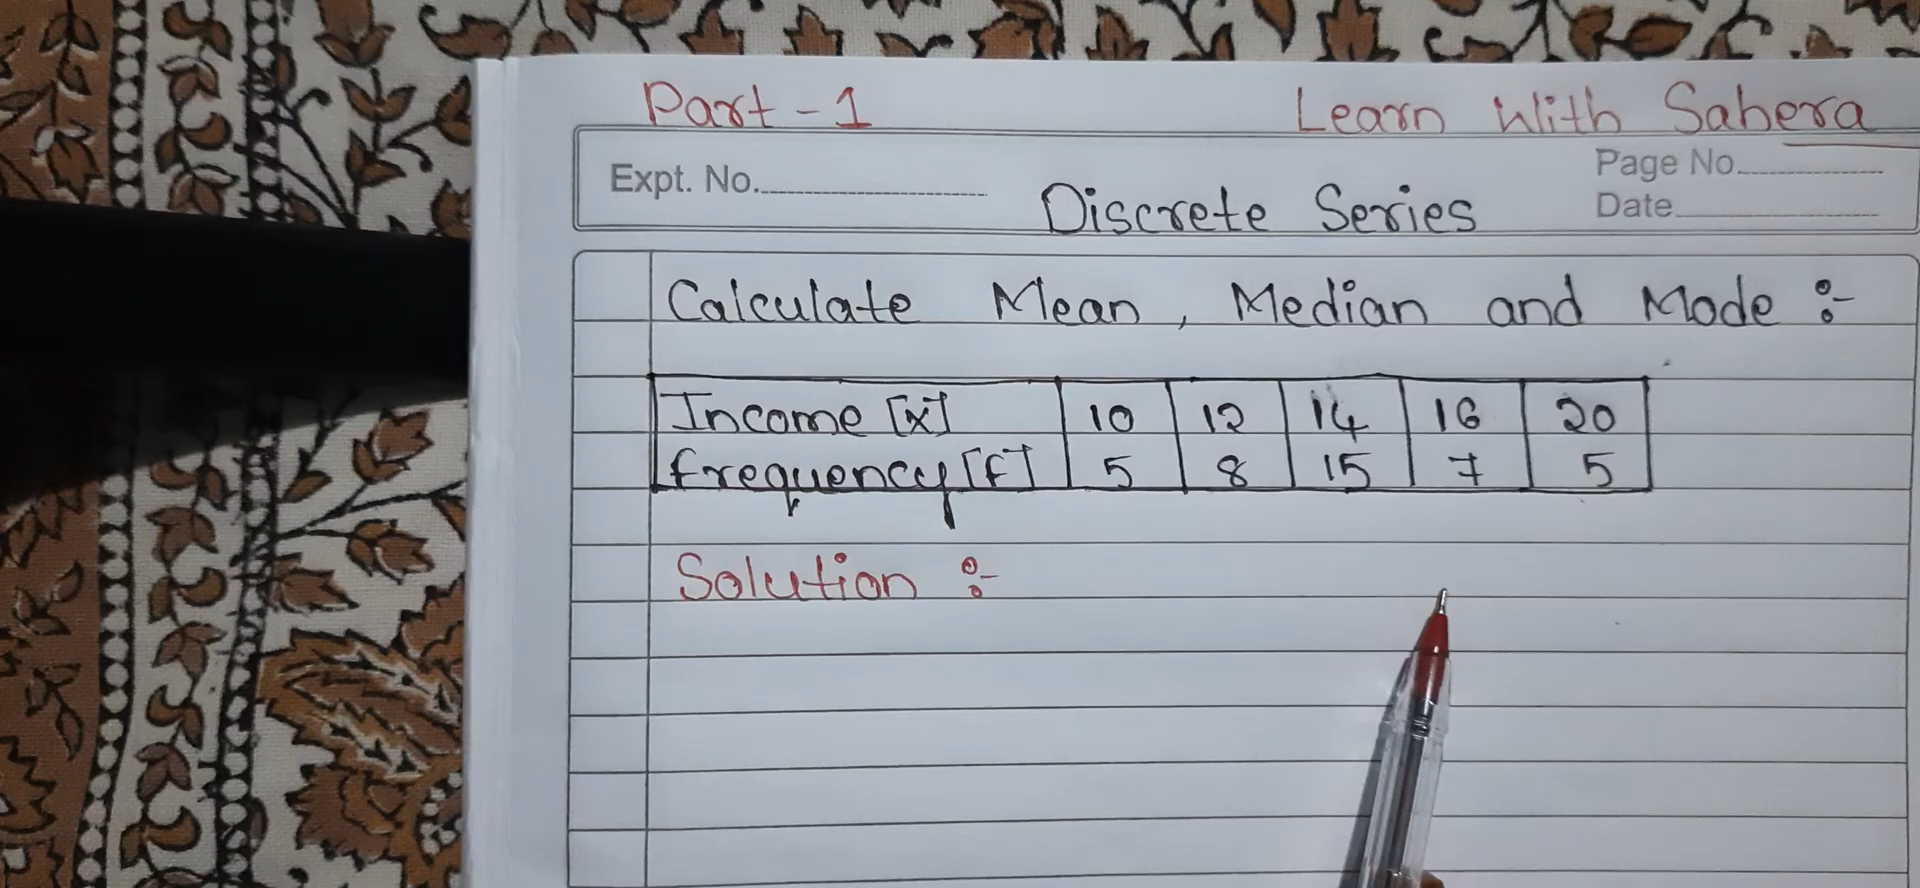 Part - 1 Learn With Sahera
Expt. No. Page No.
Discrete Series Date
Calculate Mean, Median and Mode :-
Income [x] 10 12 14 16 20
frequency [f] 5 8 15 7 5
Solution :-